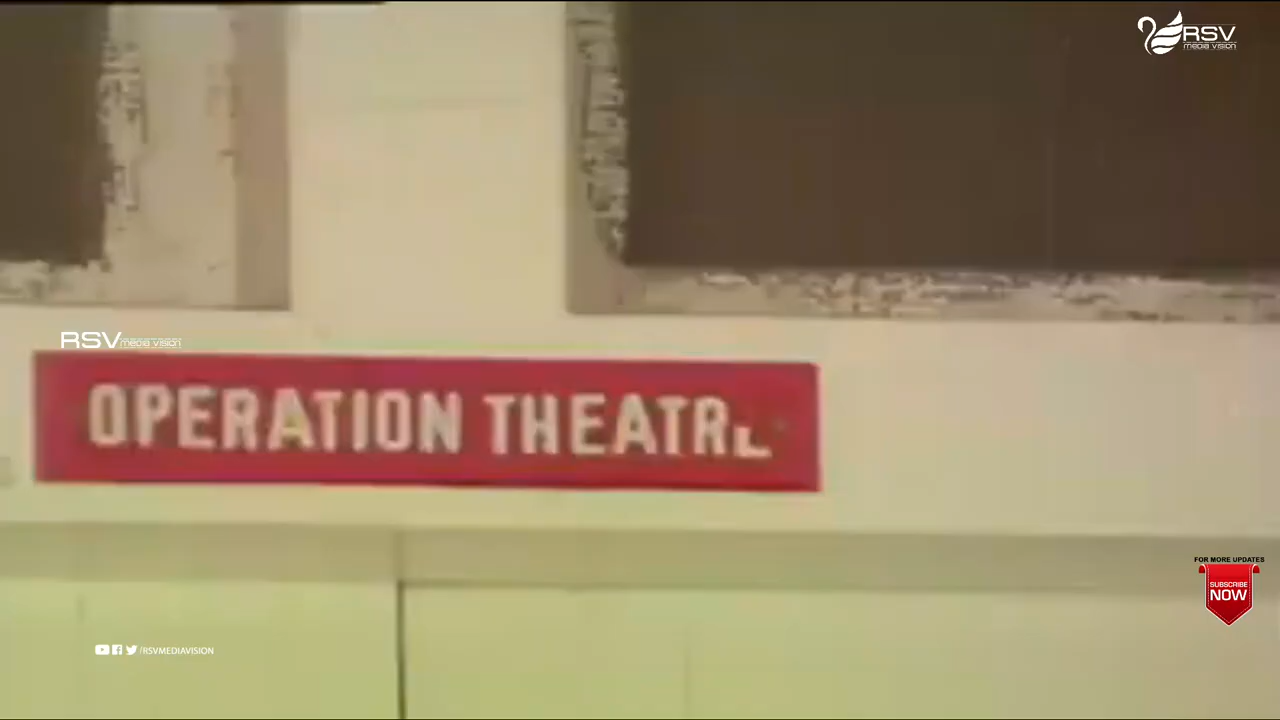 RSV
media vision
RSV media vision
OPERATION THEATRE
FOR MORE UPDATES
SUBSCRIBE
NOW
/RSVMEDIAVISION